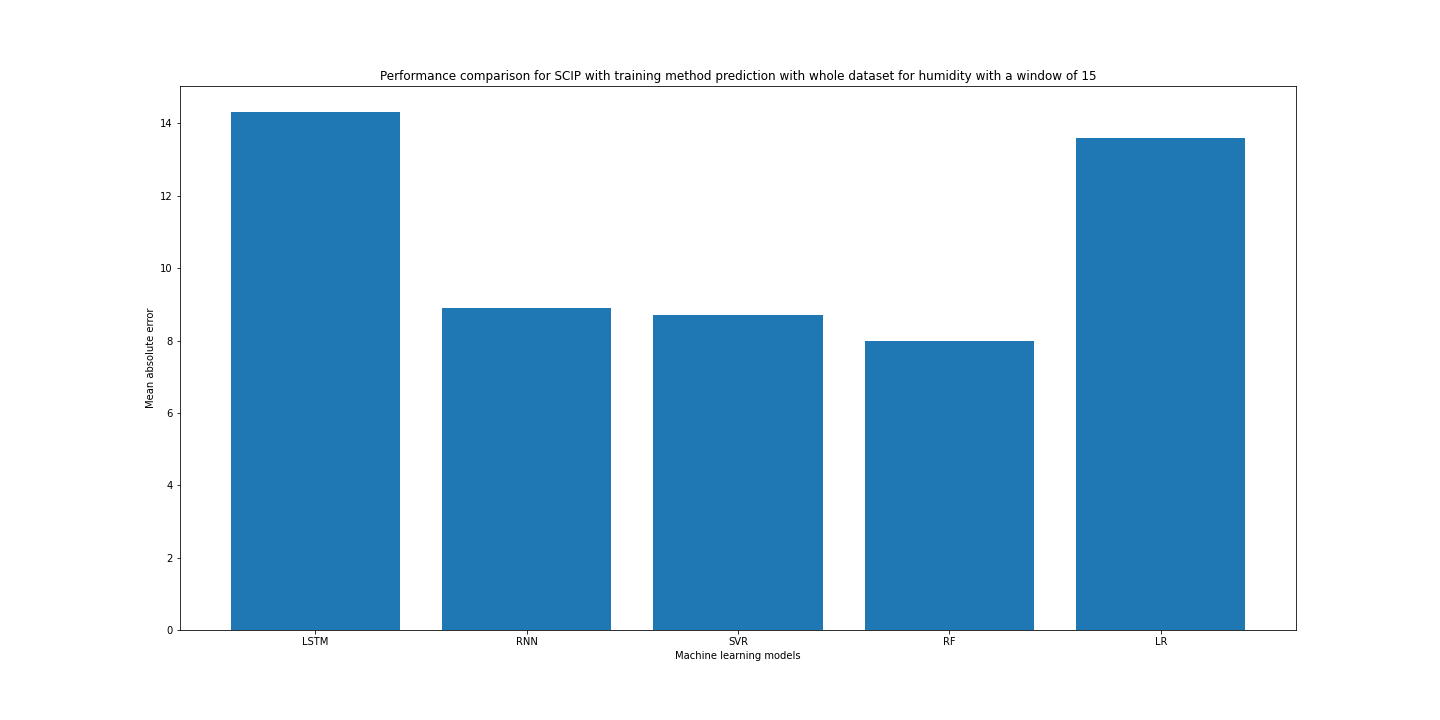 Performance comparison for SCIP with training method prediction with whole dataset for humidity with a window of 15
14
12
10
8
6
4
2
0
Mean absolute error
LSTM RNN SVR RF LR
Machine learning models